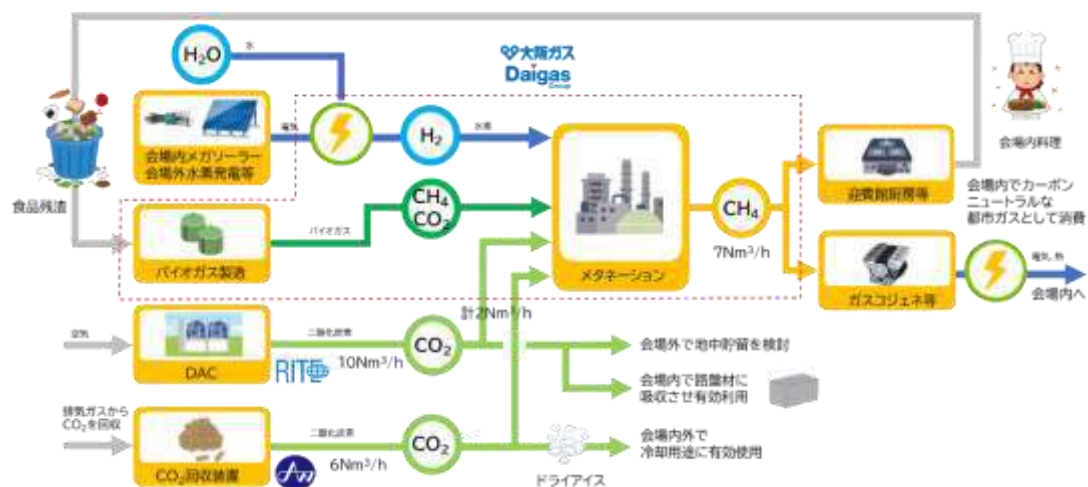 H₂O
水
大阪ガス
Daigas
Group
会場内メガソーラー
会場外水素発電等
電気
H₂
水素
会場内料理
食品残渣
バイオガス製造
バイオガス
CH₄
CO₂
メタネーション
CH₄
7Nm³/h
迎賓館厨房等
会場内でカーボン
ニュートラルな
都市ガスとして消費
ガスコジェネ等
電気、熱
会場内へ
計2Nm³/h
空気
DAC
二酸化炭素
RITE
10Nm³/h
CO₂
会場外で地中貯留を検討
会場内で路盤材に
吸収させ有効利用
排気ガスから
CO₂を回収
CO₂回収装置
二酸化炭素
6Nm³/h
CO₂
ドライアイス
会場内外で
冷却用途に有効使用